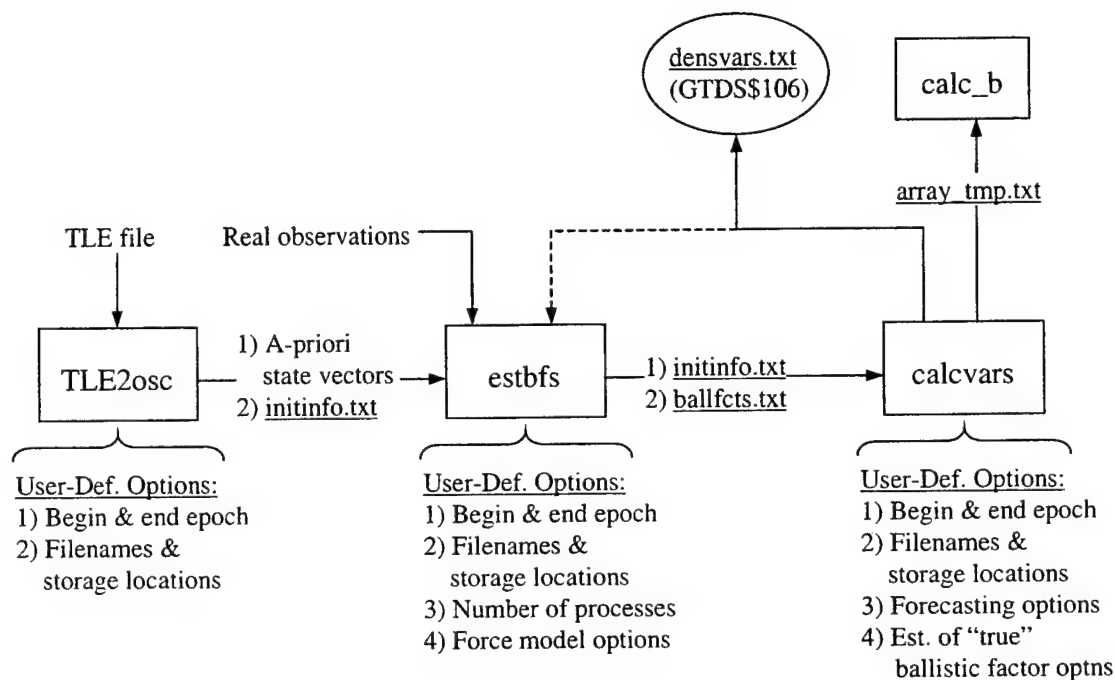 densvars.txt
(GTDS$106)
calc_b
array_tmp.txt
TLE file
Real observations
TLE2osc
1) A-priori
state vectors
2) initinfo.txt
estbfs
1) initinfo.txt
2) ballfcts.txt
calcvars
User-Def. Options:
1) Begin & end epoch
2) Filenames &
storage locations
User-Def. Options:
1) Begin & end epoch
2) Filenames &
storage locations
3) Number of processes
4) Force model options
User-Def. Options:
1) Begin & end epoch
2) Filenames &
storage locations
3) Forecasting options
4) Est. of “true”
ballistic factor optns